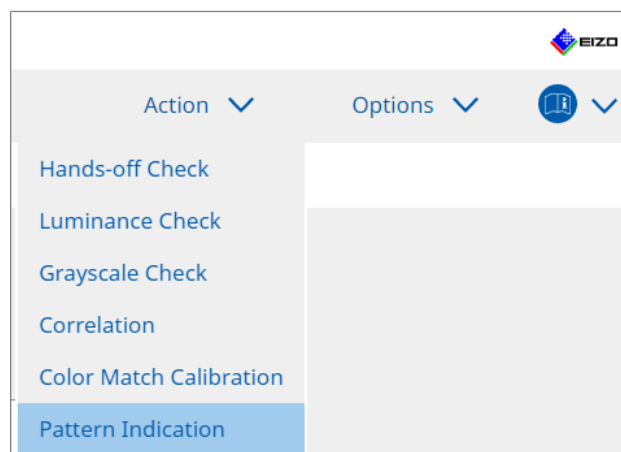 EIZO
Action Options
Hands-off Check
Luminance Check
Grayscale Check
Correlation
Color Match Calibration
Pattern Indication